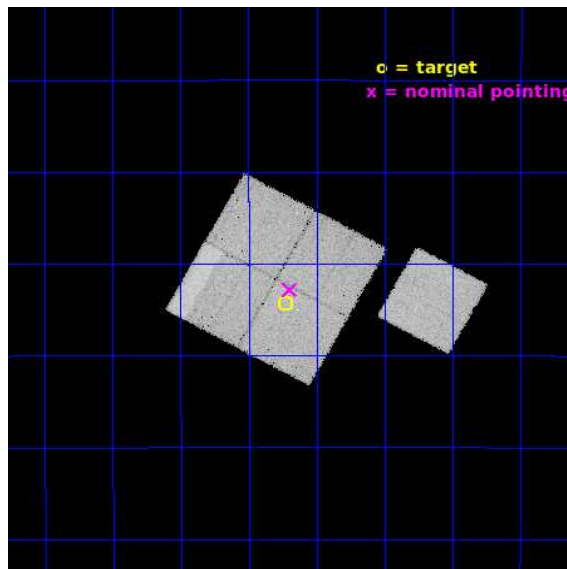 o = target
x = nominal pointing